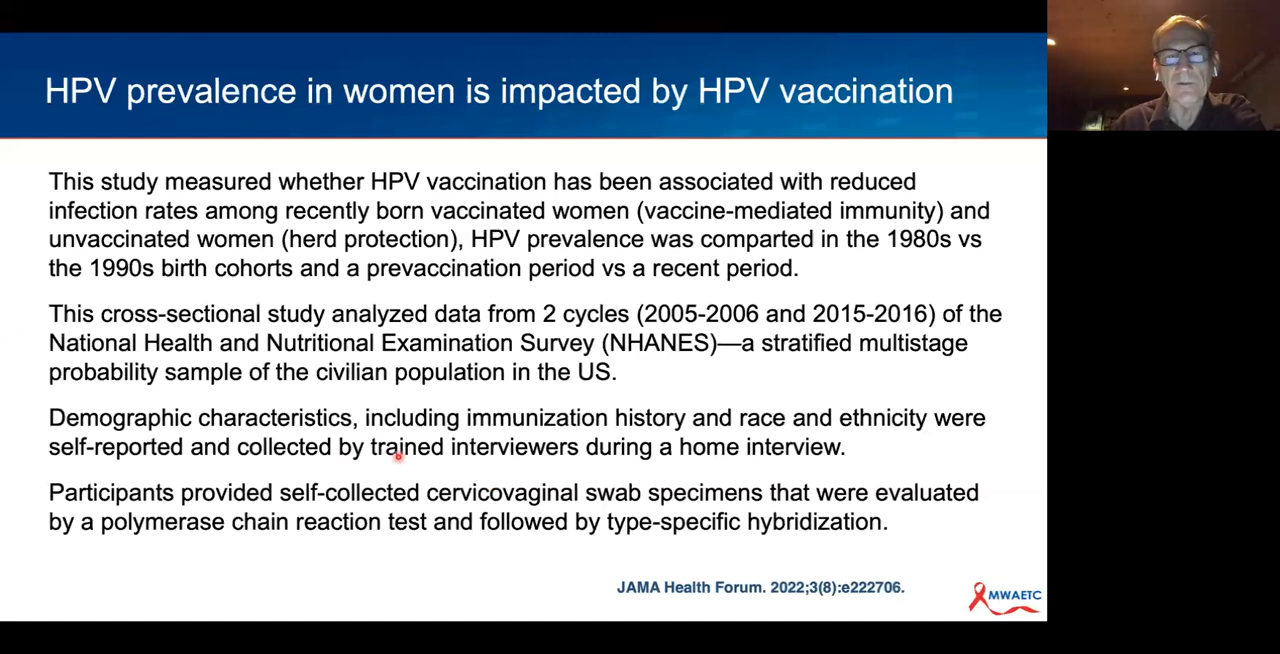 HPV prevalence in women is impacted by HPV vaccination
This study measured whether HPV vaccination has been associated with reduced
infection rates among recently born vaccinated women (vaccine-mediated immunity) and
unvaccinated women (herd protection), HPV prevalence was comparted in the 1980s vs
the 1990s birth cohorts and a prevaccination period vs a recent period.
This cross-sectional study analyzed data from 2 cycles (2005-2006 and 2015-2016) of the
National Health and Nutritional Examination Survey (NHANES)—a stratified multistage
probability sample of the civilian population in the US.
Demographic characteristics, including immunization history and race and ethnicity were
self-reported and collected by trained interviewers during a home interview.
Participants provided self-collected cervicovaginal swab specimens that were evaluated
by a polymerase chain reaction test and followed by type-specific hybridization.
JAMA Health Forum. 2022;3(8):e222706.
MWAETC